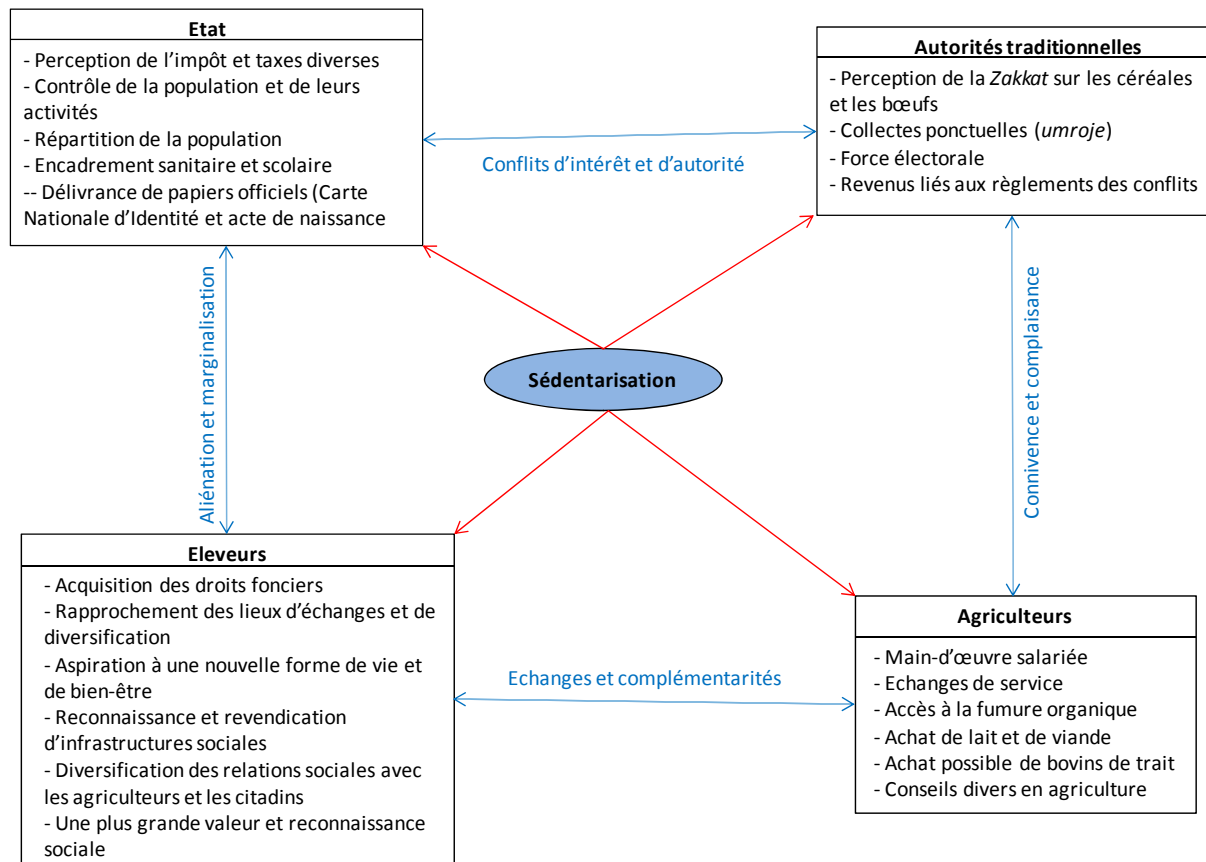 Etat
- Perception de l'impôt et taxes diverses
- Contrôle de la population et de leurs
activités
- Répartition de la population
- Encadrement sanitaire et scolaire
-- Délivrance de papiers officiels (Carte
Nationale d'Identité et acte de naissance
Autorités traditionnelles
- Perception de la Zakkat sur les céréales
et les bœufs
- Collectes ponctuelles (umroje)
- Force électorale
- Revenus liés aux règlements des conflits
Conflits d'intérêt et d'autorité
Aliénation et marginalisation
Sédentarisation
Connivence et complaisance
Eleveurs
- Acquisition des droits fonciers
- Rapprochement des lieux d'échanges et de
diversification
- Aspiration à une nouvelle forme de vie et
de bien-être
- Reconnaissance et revendication
d'infrastructures sociales
- Diversification des relations sociales avec
les agriculteurs et les citadins
- Une plus grande valeur et reconnaissance
sociale
Echanges et complémentarités
Agriculteurs
- Main-d'œuvre salariée
- Echanges de service
- Accès à la fumure organique
- Achat de lait et de viande
- Achat possible de bovins de trait
- Conseils divers en agriculture